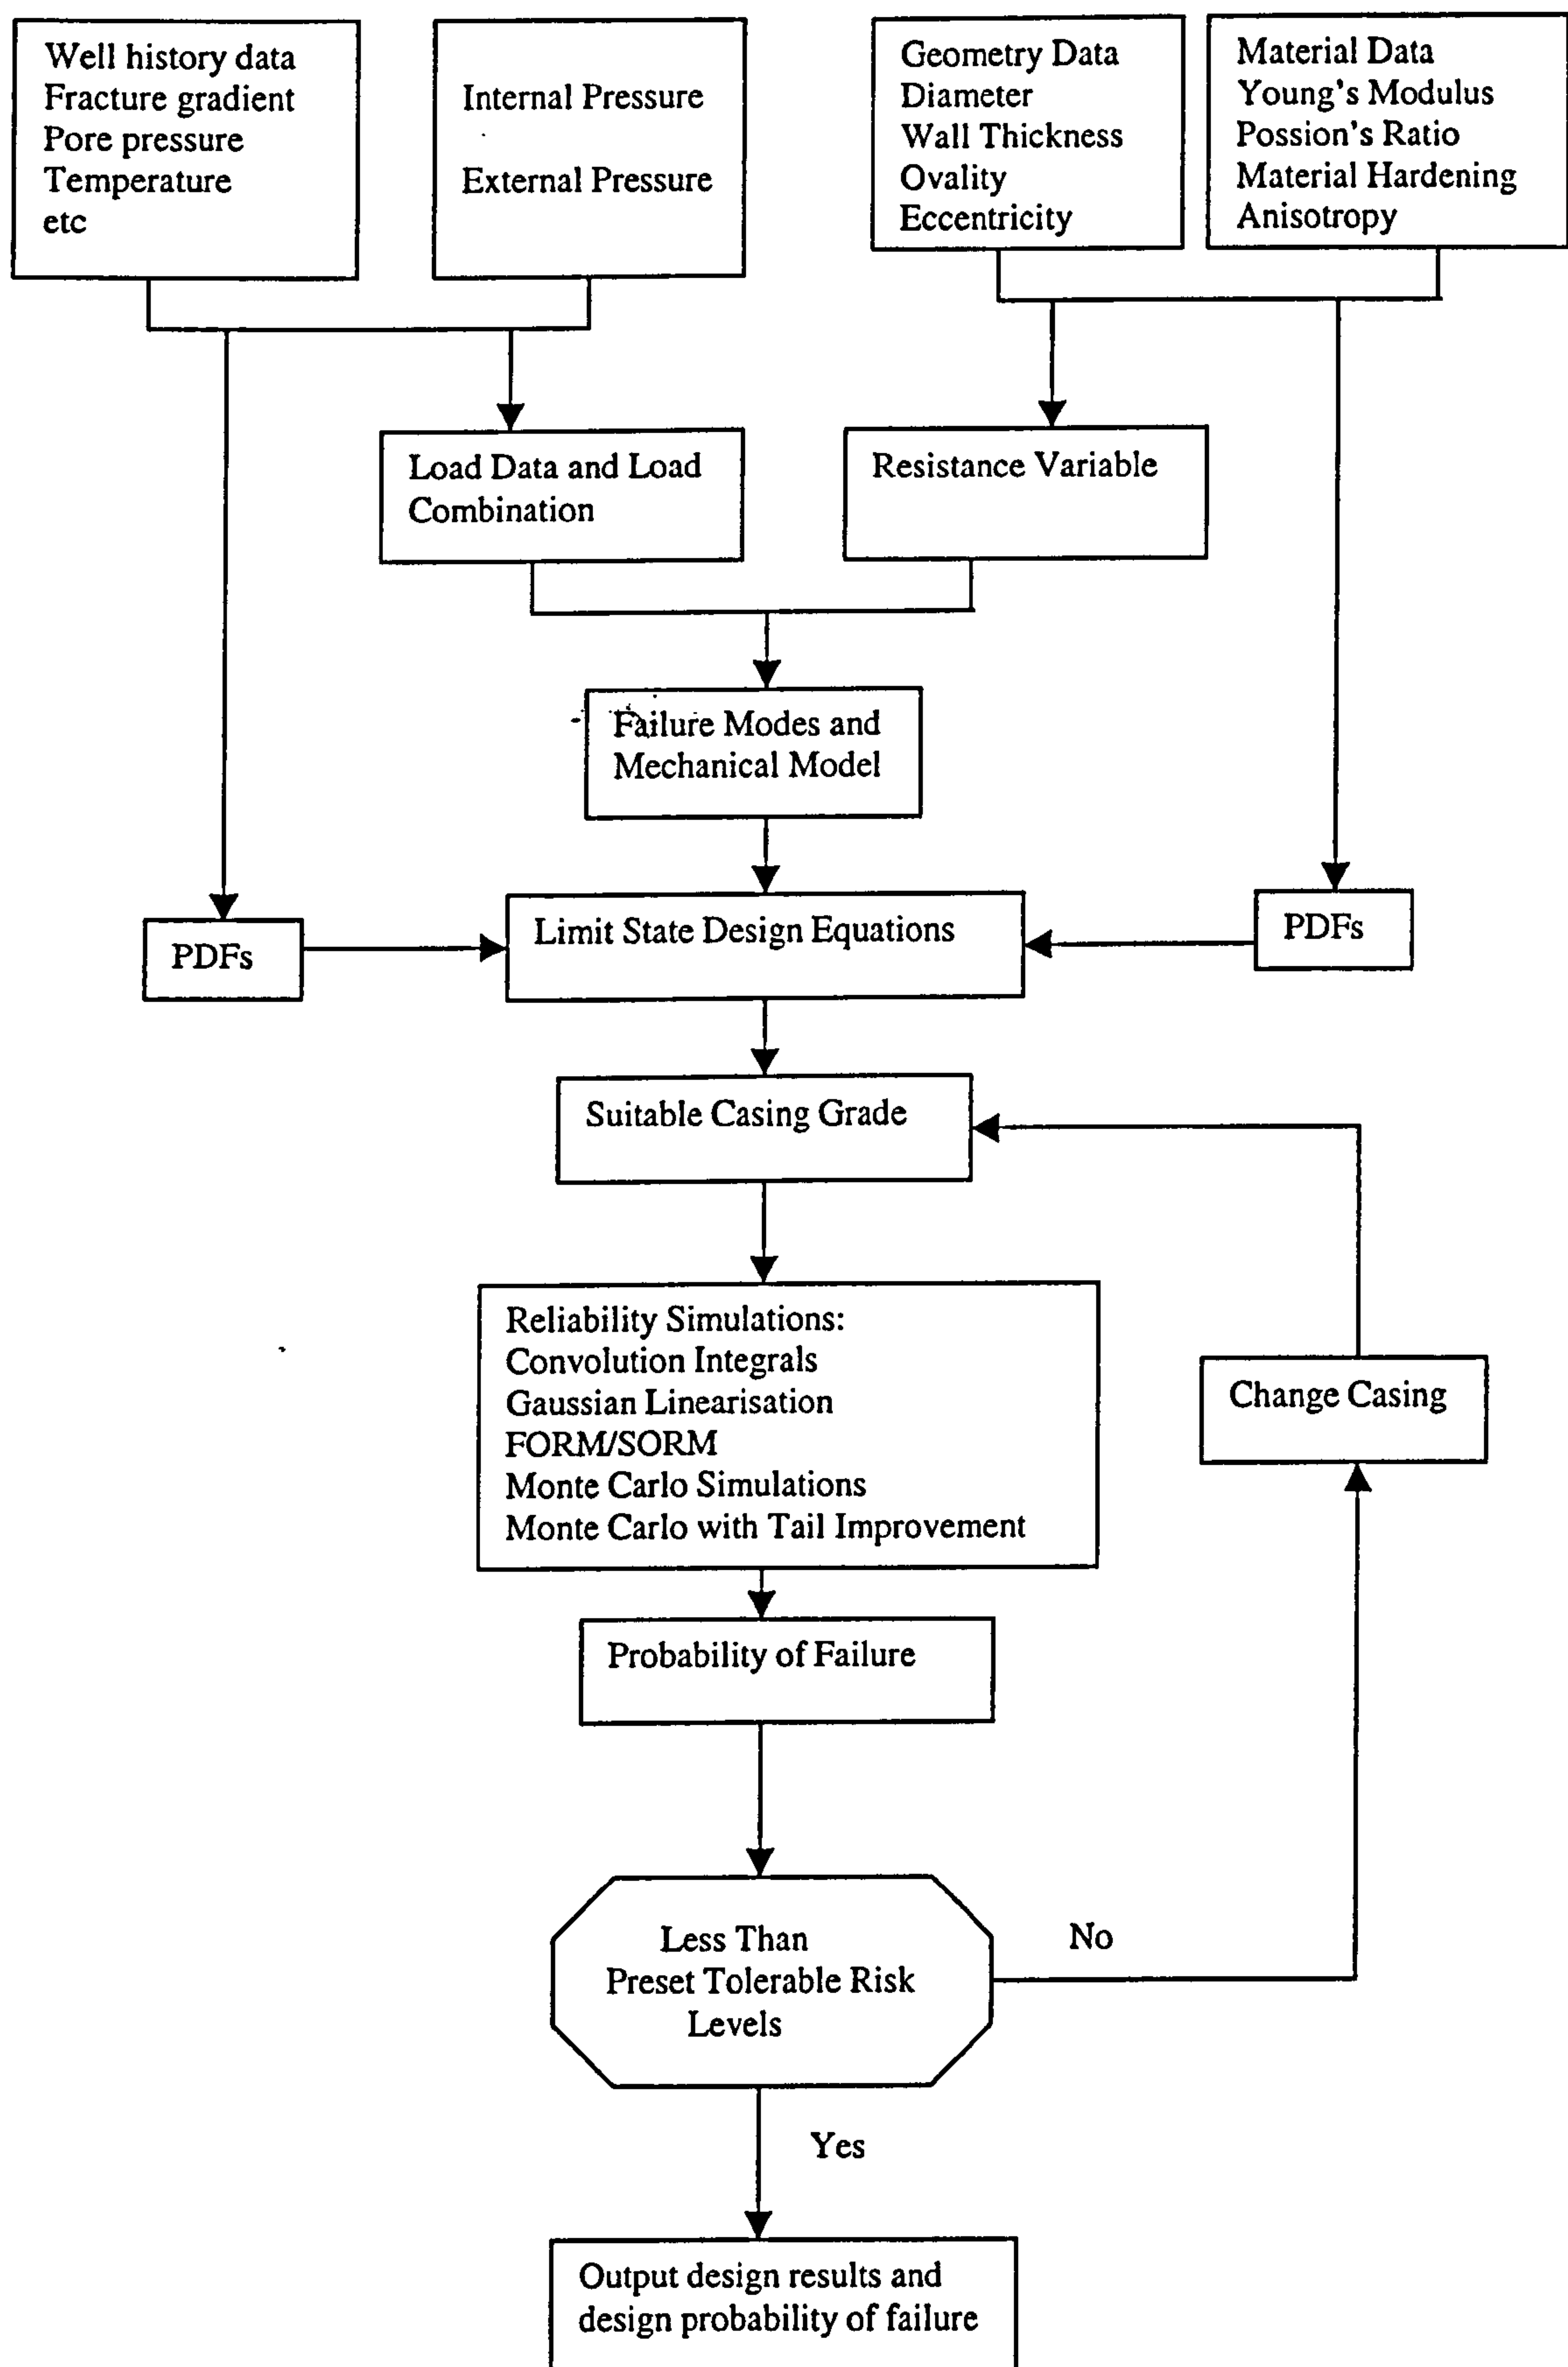 Well history data
Fracture gradient
Pore pressure
Temperature
etc
Internal Pressure
External Pressure
Geometry Data
Diameter
Wall Thickness
Ovality
Eccentricity
Material Data
Young's Modulus
Possion's Ratio
Material Hardening
Anisotropy
Load Data and Load
Combination
Resistance Variable
Failure Modes and
Mechanical Model
PDFs
Limit State Design Equations
PDFs
Suitable Casing Grade
Reliability Simulations:
Convolution Integrals
Gaussian Linearisation
FORM/SORM
Monte Carlo Simulations
Monte Carlo with Tail Improvement
Change Casing
Probability of Failure
Less Than
Preset Tolerable Risk
Levels
No
Yes
Output design results and
design probability of failure